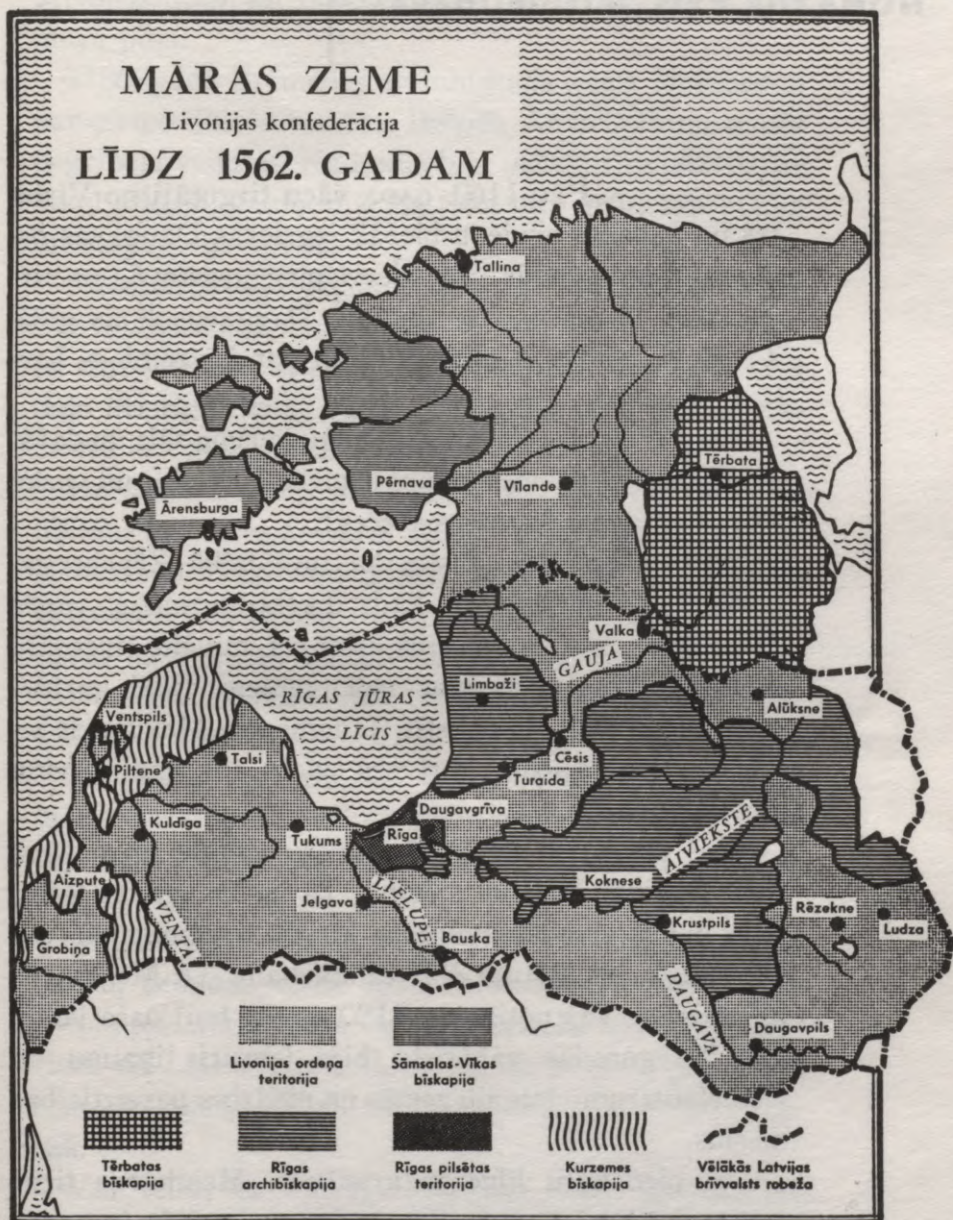 MĀRAS ZEME
Livonijas konfederācija
LĪDZ 1562. GADAM
Tallina
Tērbata
Pērnava
Vīlande
Ārensburga
Valka
GAUJA
Limbaži
RĪGAS JŪRAS
LĪCIS
Alūksne
Ventspils
Cēsis
Talsi
Piltene
Turaida
Daugavgrīva
Kuldīga
Tukums
Rīga
AIVIEKSTE
Aizpute
Koknese
LIELUPE
Jelgava
VENTA
Krustpils
Rēzekne
Ludza
Grobiņa
Bauska
DAUGAVA
Daugavpils
Livonijas ordeņa
teritorija
Sāmsalas-Vīkas
bīskapija
Tērbatas
bīskapija
Rīgas
archibīskapija
Rīgas pilsētas
teritorija
Kurzemes
bīskapija
Vēlākās Latvijas
brīvvalsts robeža